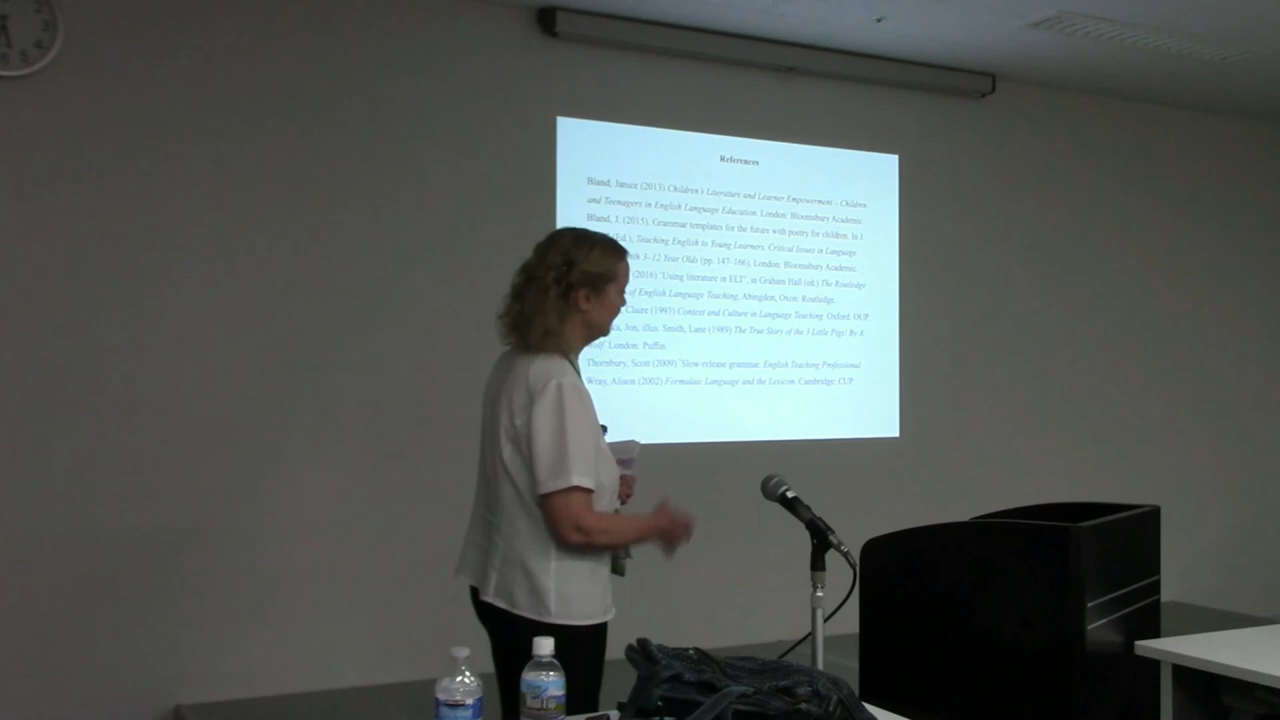 References
Bland, Janice (2013) Children's Literature and Learner Empowerment - Children
and Teenagers in English Language Education. London: Bloomsbury Academic.
Bland, J. (2015). Grammar templates for the future with poetry for children. In J.
(Ed.), Teaching English to Young Learners. Critical Issues in Language
3–12 Year Olds (pp. 147–166). London: Bloomsbury Academic.
(2016) 'Using literature in ELT', in Graham Hall (ed.) The Routledge
of English Language Teaching. Abingdon, Oxon: Routledge.
Claire (1993) Context and Culture in Language Teaching. Oxford: OUP
Jon, illus. Smith, Lane (1989) The True Story of the 3 Little Pigs! By A.
Wolf. London: Puffin.
Thornbury, Scott (2009) 'Slow-release grammar. English Teaching Professional
Wray, Alison (2002) Formulaic Language and the Lexicon. Cambridge: CUP